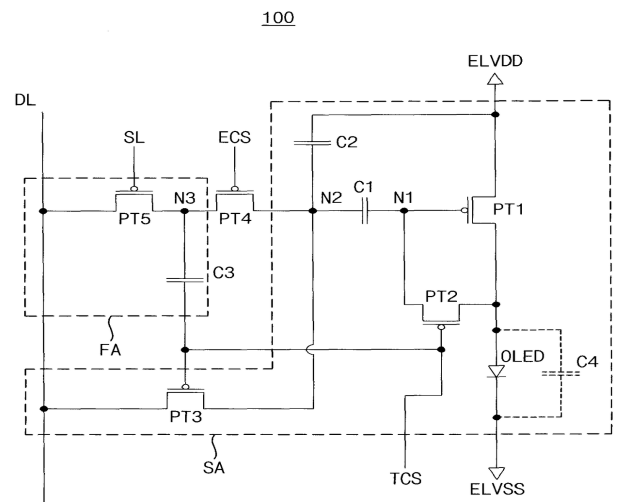 100
ELVDD
DL
SL
ECS
C2
N3
N2
C1
N1
PT5
PT4
PT1
C3
PT2
FA
OLED
C4
PT3
SA
TCS
ELVSS